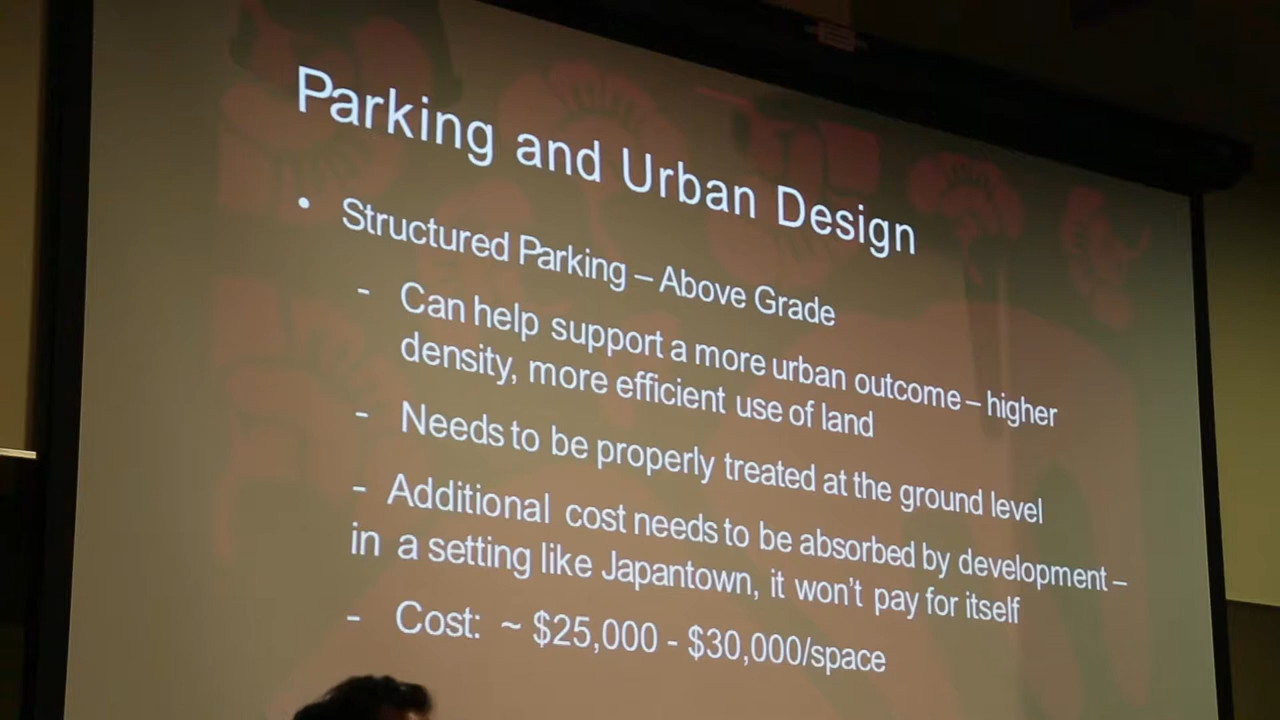 Parking and Urban Design
• Structured Parking – Above Grade
- Can help support a more urban outcome – higher
density, more efficient use of land
- Needs to be properly treated at the ground level
- Additional cost needs to be absorbed by development –
in a setting like Japantown, it won't pay for itself
- Cost: ~ $25,000 - $30,000/space